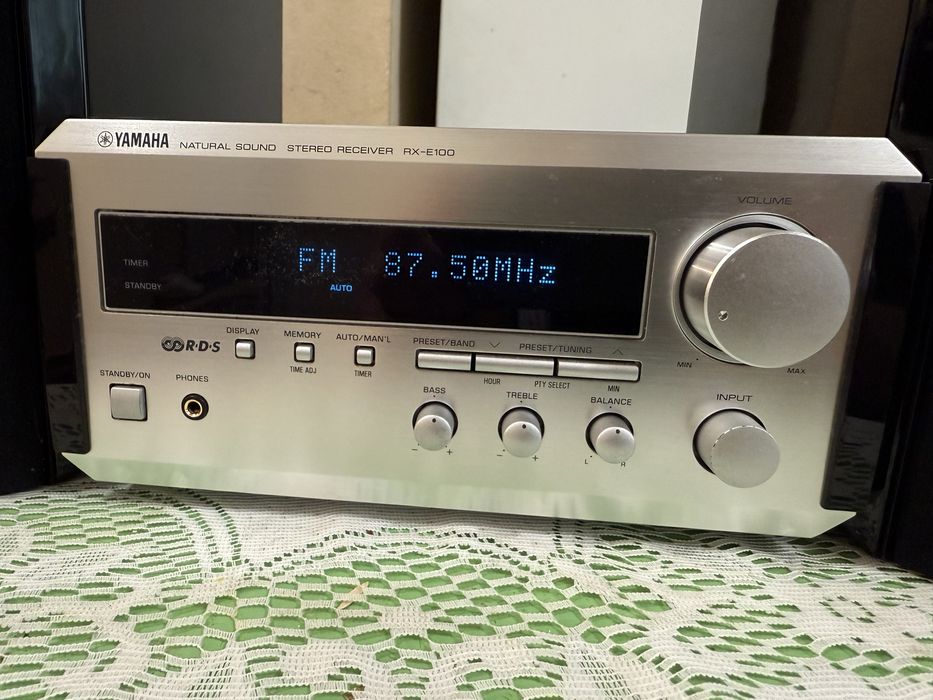 YAMAHA NATURAL SOUND STEREO RECEIVER RX-E100
VOLUME
FM 87.50MHz
TIMER
STANDBY
AUTO
MIN MAX
R·D·S
DISPLAY MEMORY AUTO/MAN'L PRESET/BAND PRESET/TUNING
TIME ADJ TIMER HOUR PTY SELECT MIN
STANDBY/ON PHONES
BASS TREBLE BALANCE INPUT
- + - + L R